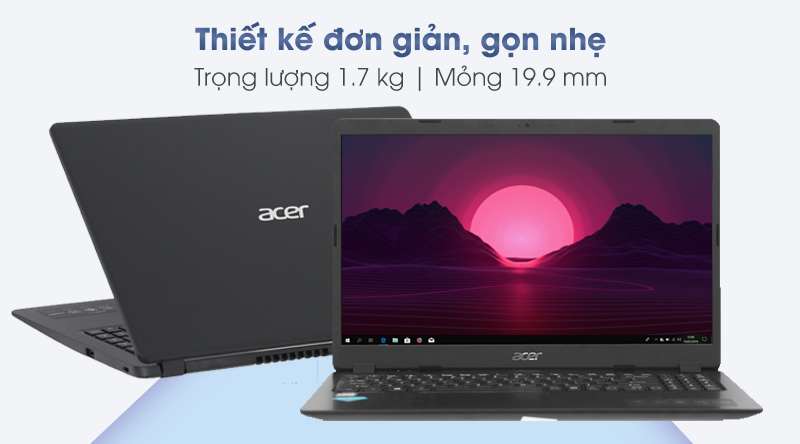 Thiết kế đơn giản, gọn nhẹ
Trọng lượng 1.7 kg | Mỏng 19.9 mm
acer
acer